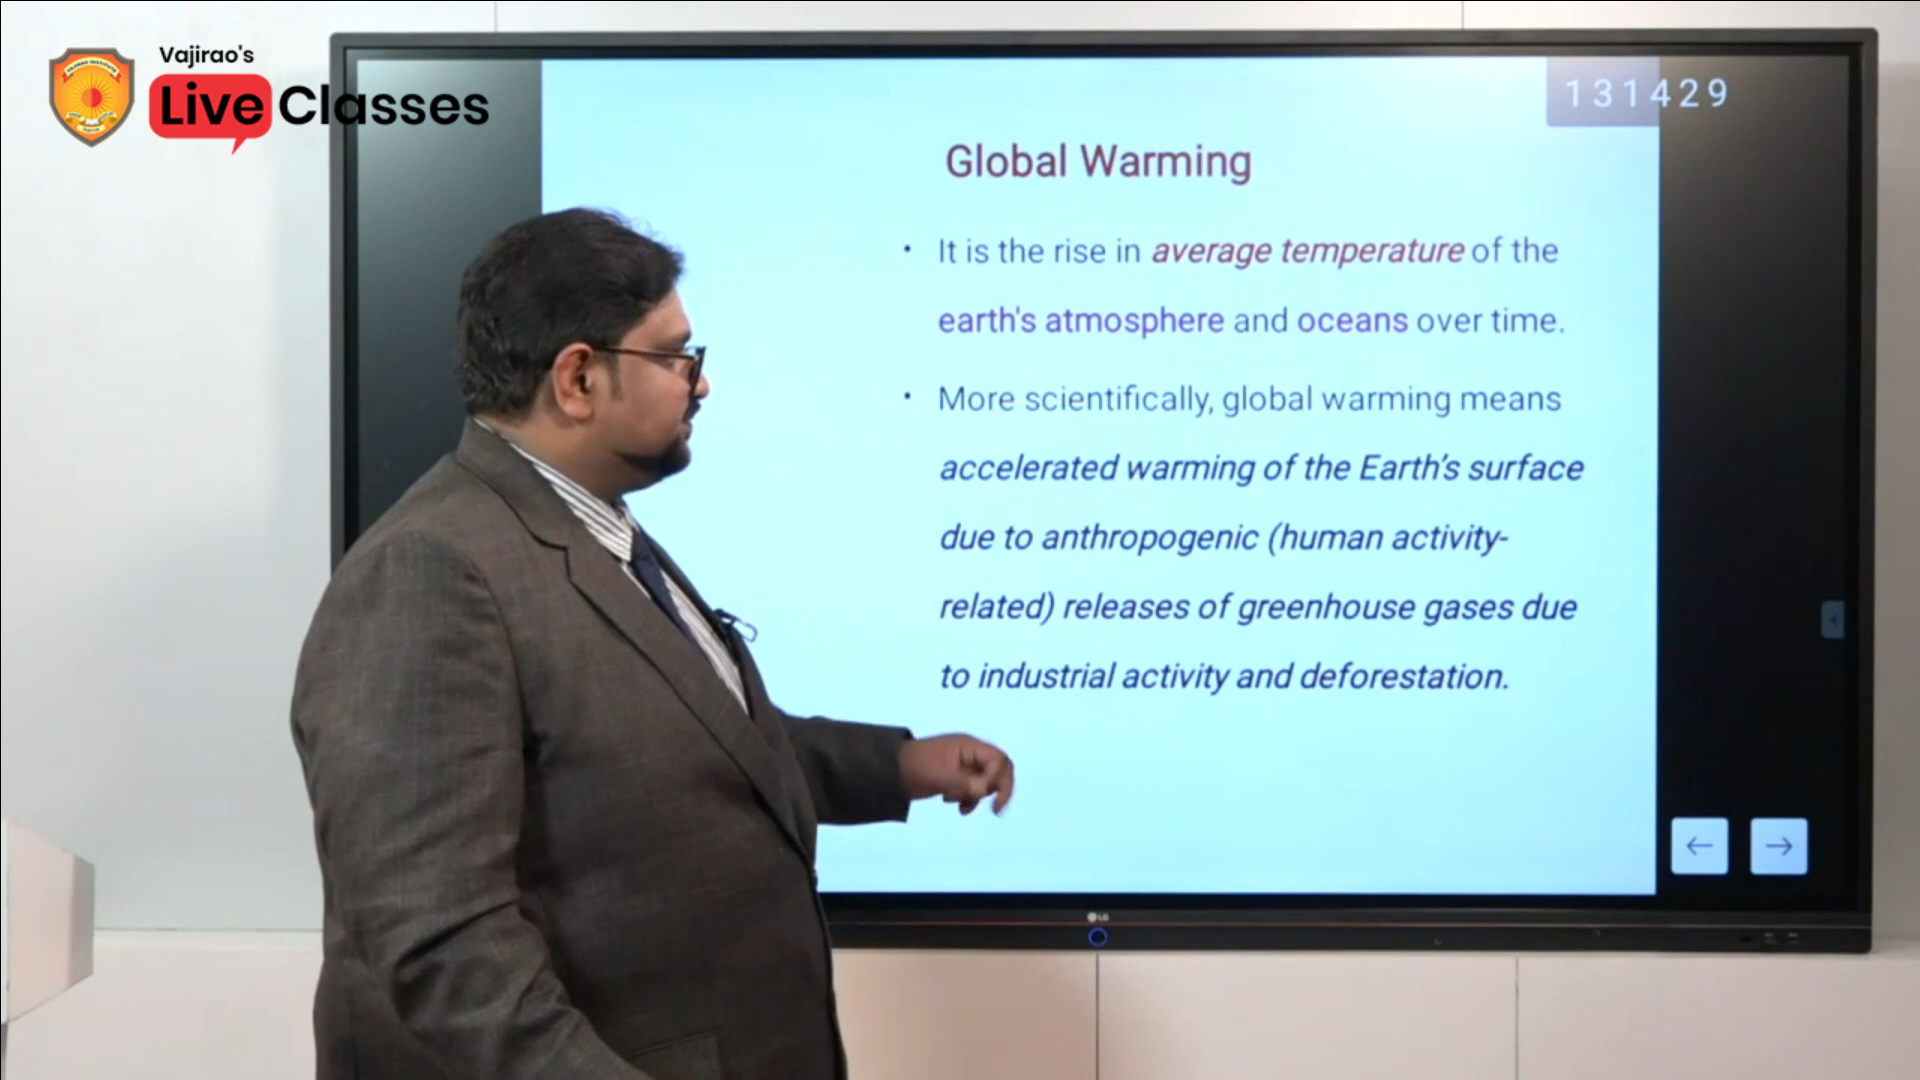 Vajirao's
Live Classes
131429
Global Warming
• It is the rise in average temperature of the
earth's atmosphere and oceans over time.
• More scientifically, global warming means
accelerated warming of the Earth’s surface
due to anthropogenic (human activity-
related) releases of greenhouse gases due
to industrial activity and deforestation.
LG